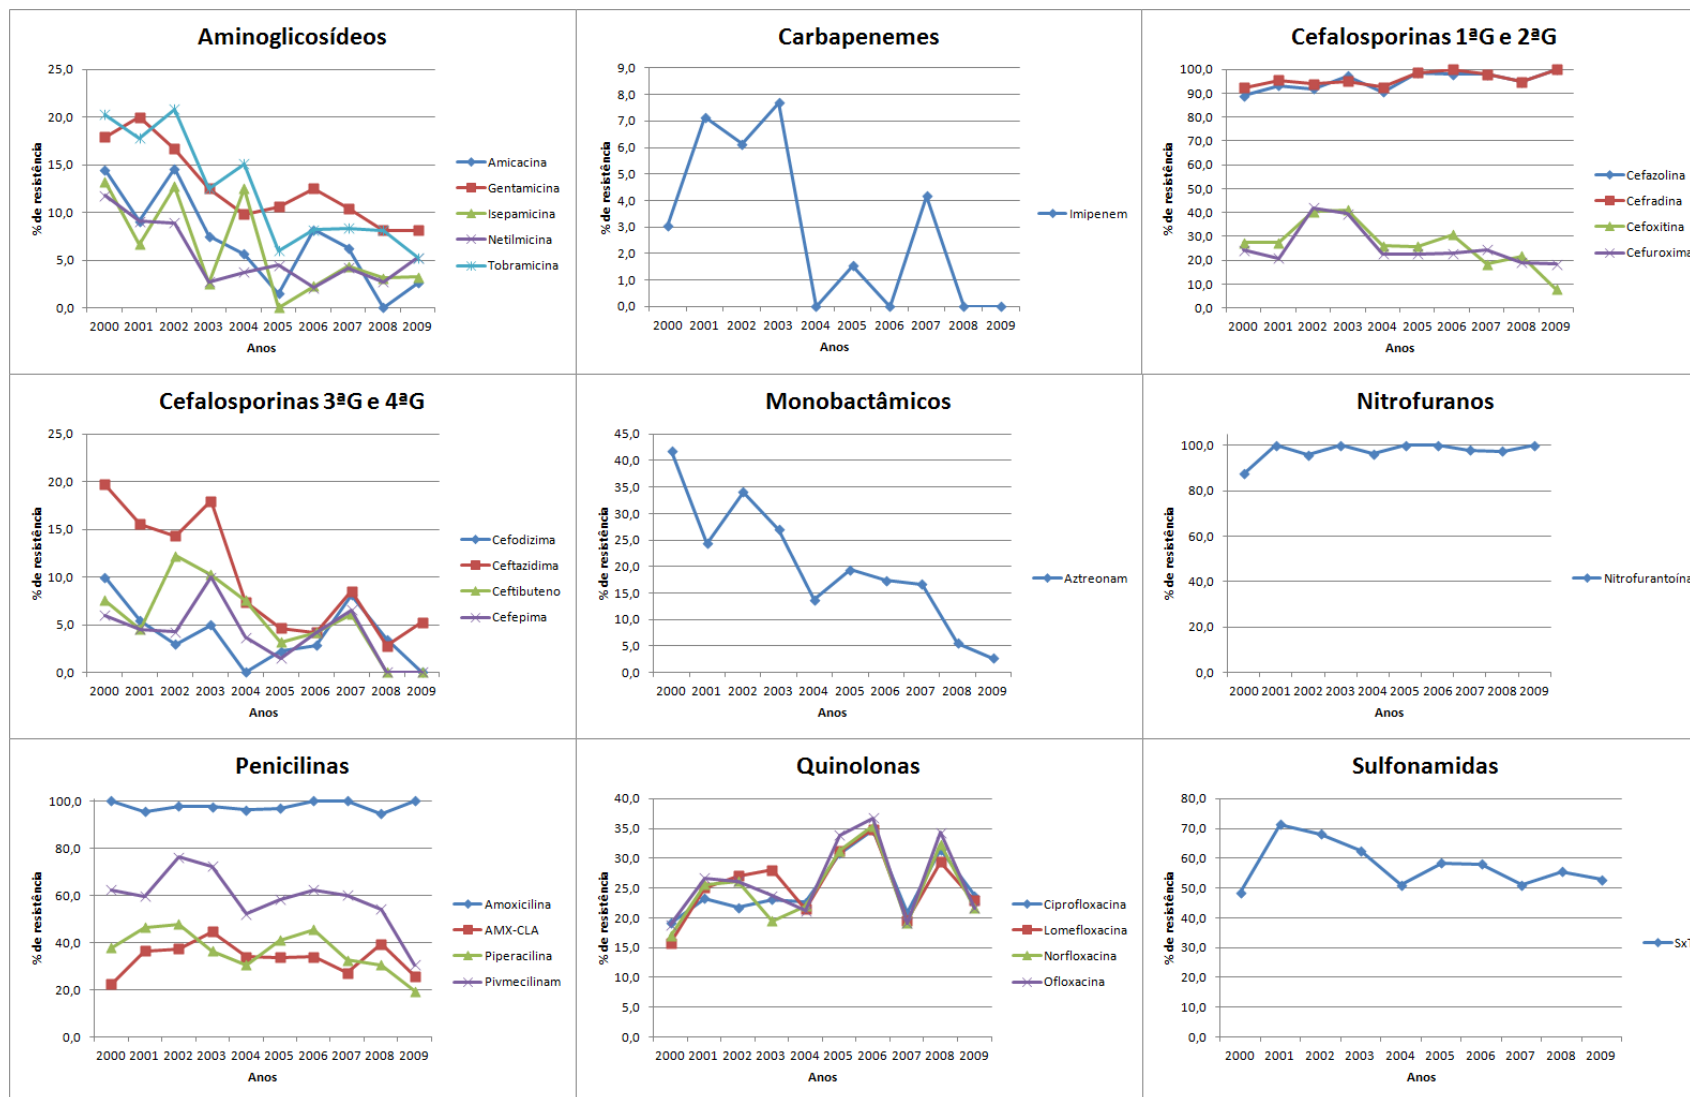 Aminoglicosídeos
25,0
20,0
15,0
10,0
5,0
0,0
% de resistência
2000 2001 2002 2003 2004 2005 2006 2007 2008 2009
Anos
Amicacina
Gentamicina
Isepamicina
Netilmicina
Tobramicina
Carbapenemes
9,0
8,0
7,0
6,0
5,0
4,0
3,0
2,0
1,0
0,0
% de resistência
2000 2001 2002 2003 2004 2005 2006 2007 2008 2009
Anos
Imipenem
Cefalosporinas 1ªG e 2ªG
100,0
90,0
80,0
70,0
60,0
50,0
40,0
30,0
20,0
10,0
0,0
% de resistência
2000 2001 2002 2003 2004 2005 2006 2007 2008 2009
Anos
Cefazolina
Cefradina
Cefoxitina
Cefuroxima
Cefalosporinas 3ªG e 4ªG
25,0
20,0
15,0
10,0
5,0
0,0
% de resistência
2000 2001 2002 2003 2004 2005 2006 2007 2008 2009
Anos
Cefodizima
Ceftazidima
Ceftibuteno
Cefepima
Monobactâmicos
45,0
40,0
35,0
30,0
25,0
20,0
15,0
10,0
5,0
0,0
% de resistência
2000 2001 2002 2003 2004 2005 2006 2007 2008 2009
Anos
Aztreonam
Nitrofuranos
100,0
80,0
60,0
40,0
20,0
0,0
% de resistência
2000 2001 2002 2003 2004 2005 2006 2007 2008 2009
Anos
Nitrofurantoína
Penicilinas
100,0
80,0
60,0
40,0
20,0
0,0
% de resistência
2000 2001 2002 2003 2004 2005 2006 2007 2008 2009
Anos
Amoxicilina
AMX-CLA
Piperacilina
Pivmecilinam
Quinolonas
40,0
35,0
30,0
25,0
20,0
15,0
10,0
5,0
0,0
% de resistência
2000 2001 2002 2003 2004 2005 2006 2007 2008 2009
Anos
Ciprofloxacina
Lomefloxacina
Norfloxacina
Ofloxacina
Sulfonamidas
80,0
70,0
60,0
50,0
40,0
30,0
20,0
10,0
0,0
% de resistência
2000 2001 2002 2003 2004 2005 2006 2007 2008 2009
Anos
SxT